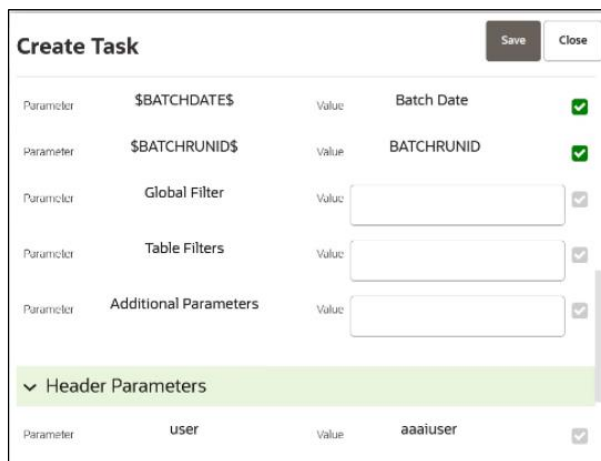 Create Task
Save
Close
Parameter $BATCHDATE$ Value Batch Date
Parameter $BATCHRUNID$ Value BATCHRUNID
Parameter Global Filter Value
Parameter Table Filters Value
Parameter Additional Parameters Value
Header Parameters
Parameter user Value aaaiuser